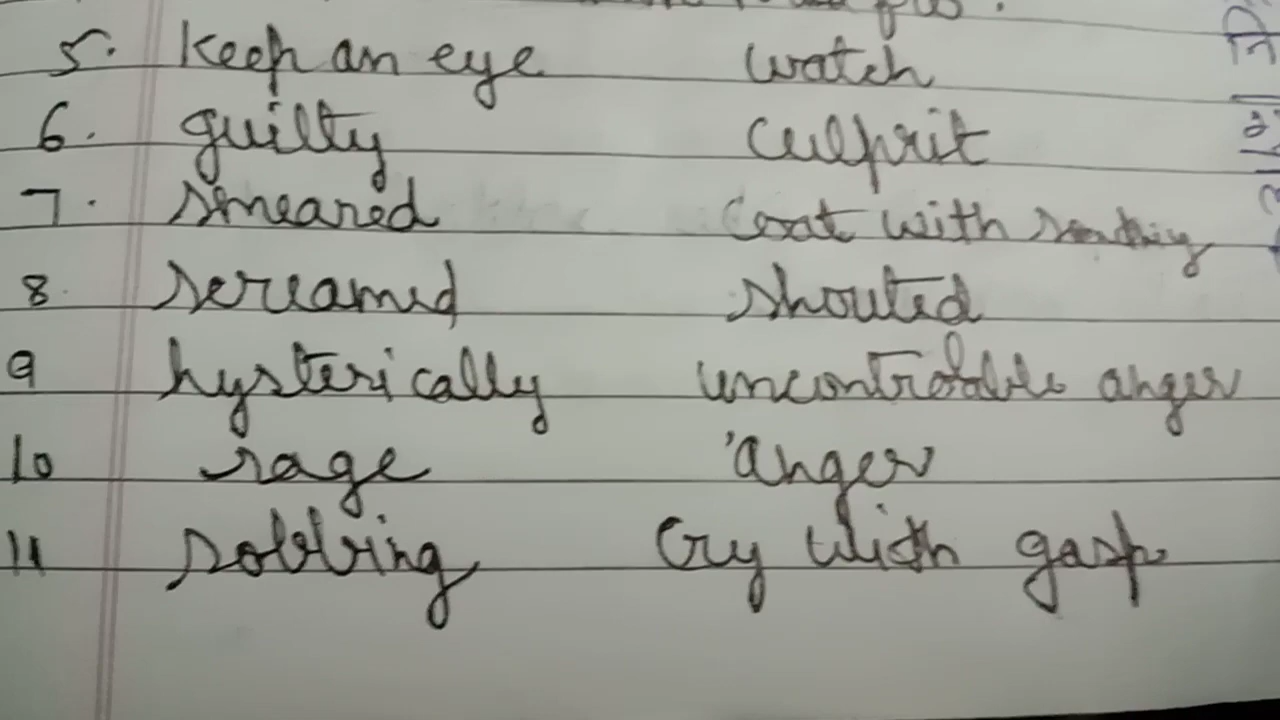 5. Keep an eye watch
6. guilty culprit
7. smeared Coat with something
8. screamed shouted
9 hysterically uncontrolable anger
10 rage anger
11 sobbing Cry with gasp